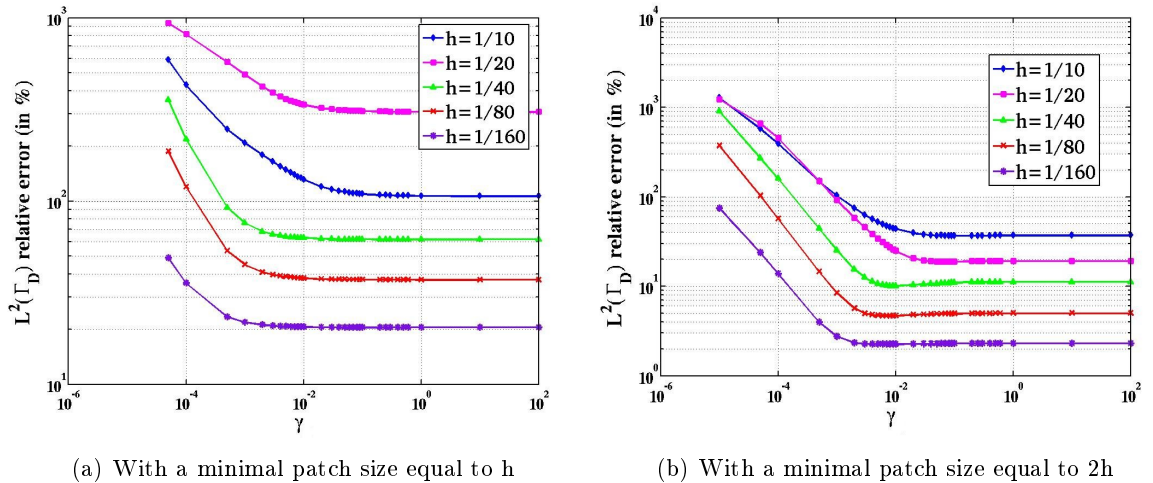 10^3
10^2
10^1
L^2(Γ_D) relative error (in %)
h=1/10
h=1/20
h=1/40
h=1/80
h=1/160
10^-6
10^-4
10^-2
10^0
10^2
γ
(a) With a minimal patch size equal to h
10^4
10^3
10^2
10^1
10^0
L^2(Γ_D) relative error (in %)
h=1/10
h=1/20
h=1/40
h=1/80
h=1/160
10^-6
10^-4
10^-2
10^0
10^2
γ
(b) With a minimal patch size equal to 2h